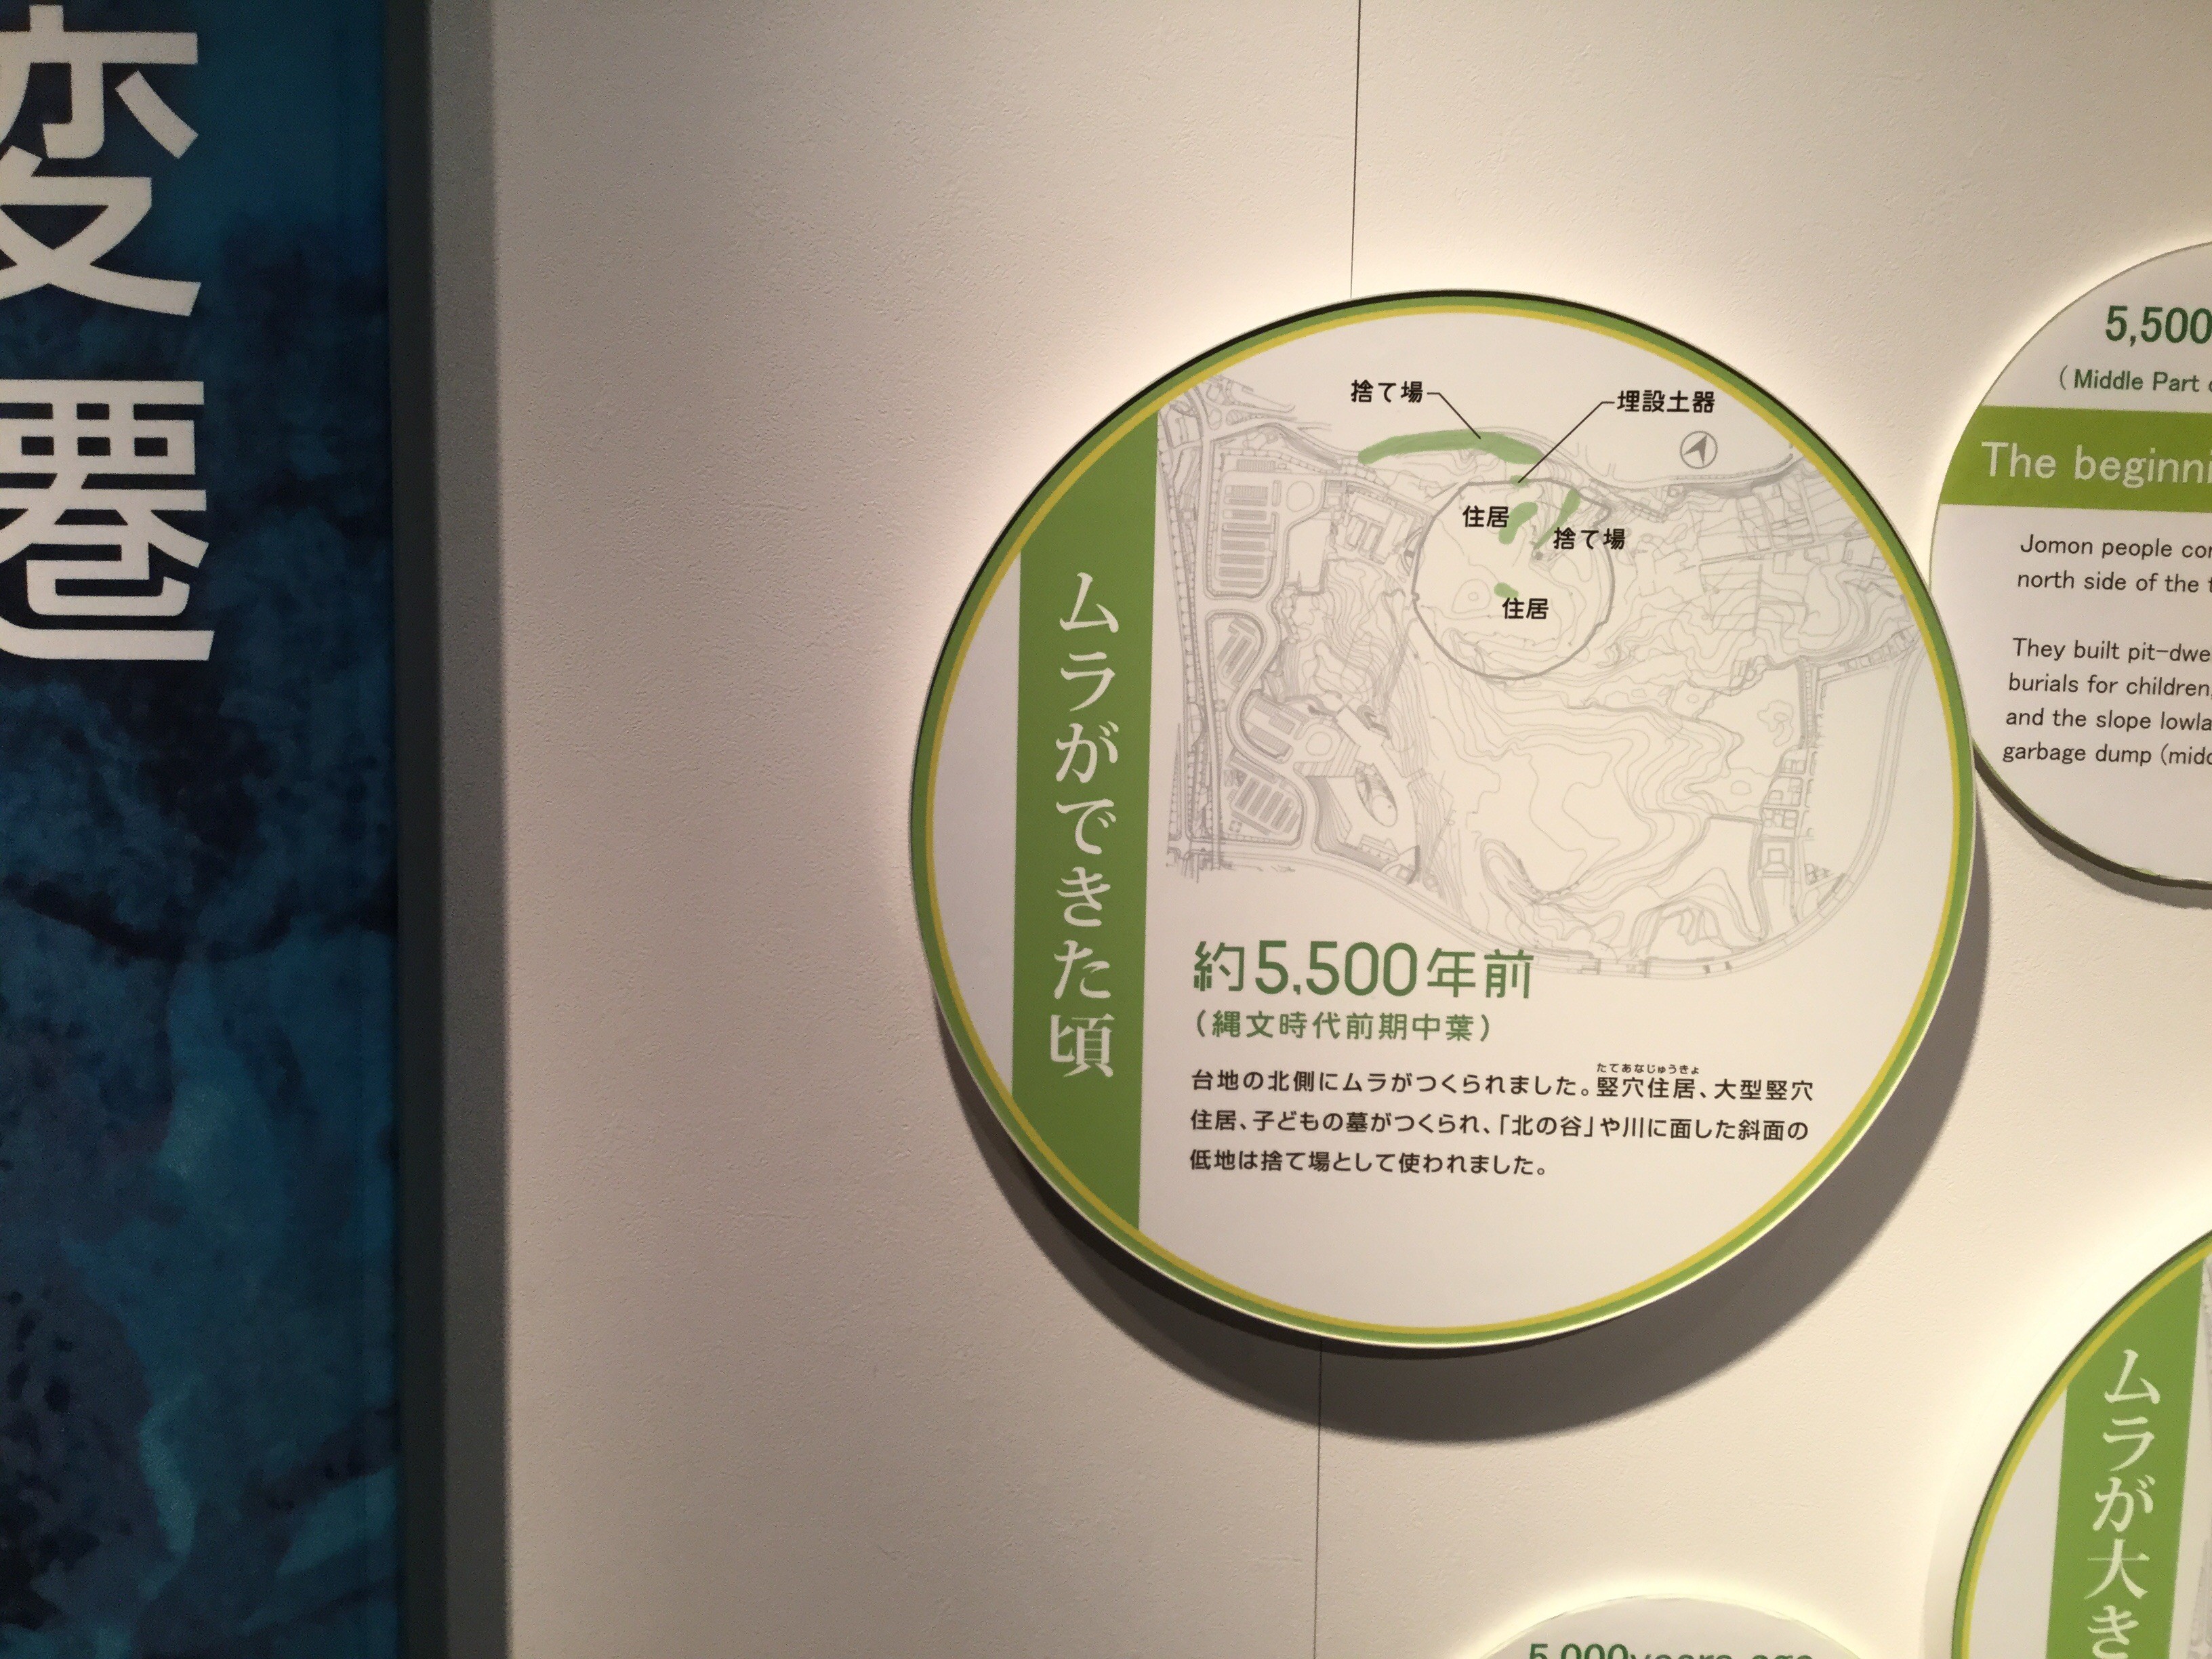 変遷
捨て場
埋設土器
住居
捨て場
住居
ムラができた頃
約5,500年前
(縄文時代前期中葉)
たてあなじゅうきょ
台地の北側にムラがつくられました。竪穴住居、大型竪穴
住居、子どもの墓がつくられ、「北の谷」や川に面した斜面の
低地は捨て場として使われました。
5,500
(Middle Part
The beginni
Jomon people
north side of the
They built
burials for children,
and the slope
garbage dump
ムラが大き
5,000years ago